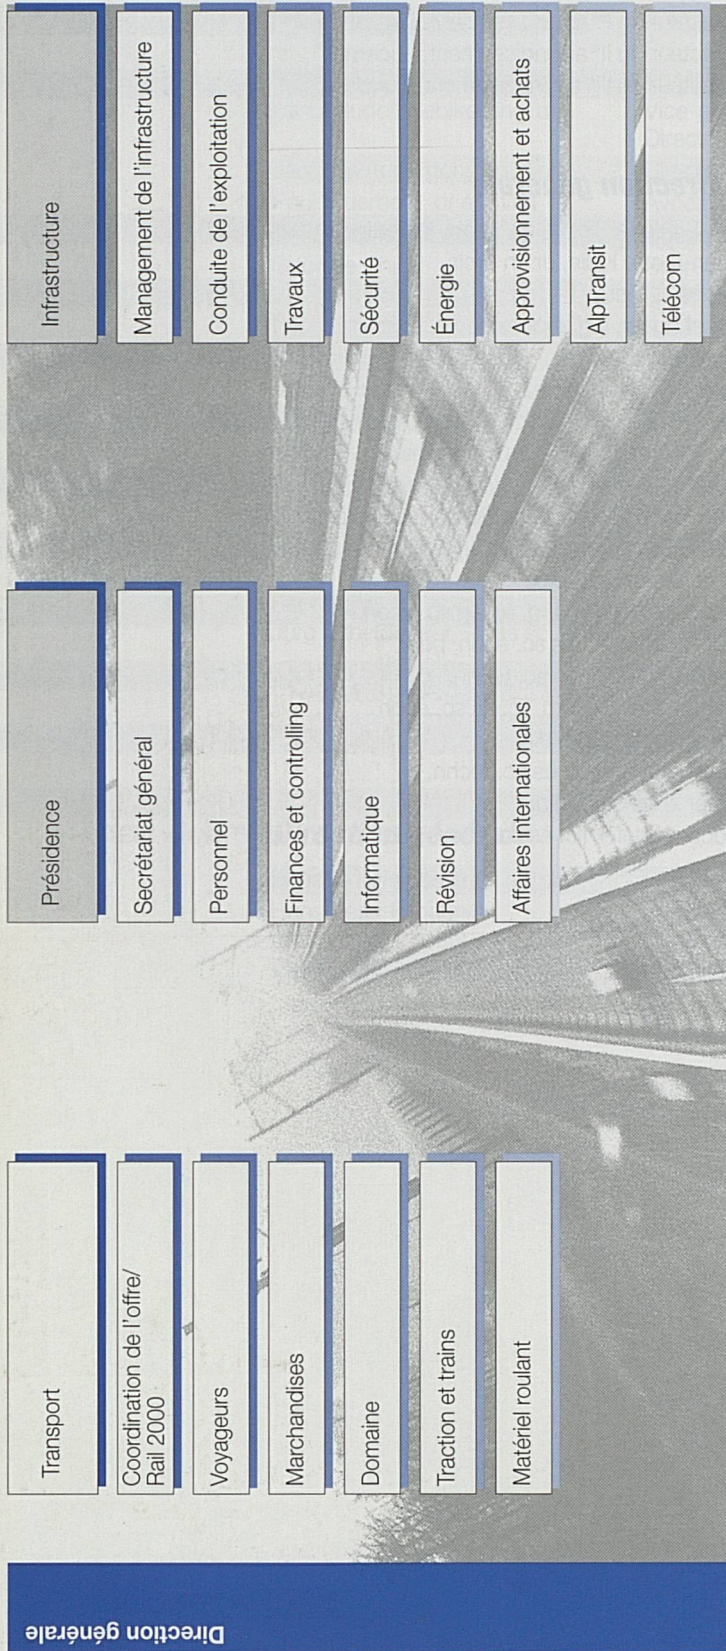 Direction générale
Transport
Coordination de l'offre/
Rail 2000
Voyageurs
Marchandises
Domaine
Traction et trains
Matériel roulant
Présidence
Secrétariat général
Personnel
Finances et controlling
Informatique
Révision
Affaires internationales
Infrastructure
Management de l'infrastructure
Conduite de l'exploitation
Travaux
Sécurité
Énergie
Approvisionnement et achats
AlpTransit
Télécom